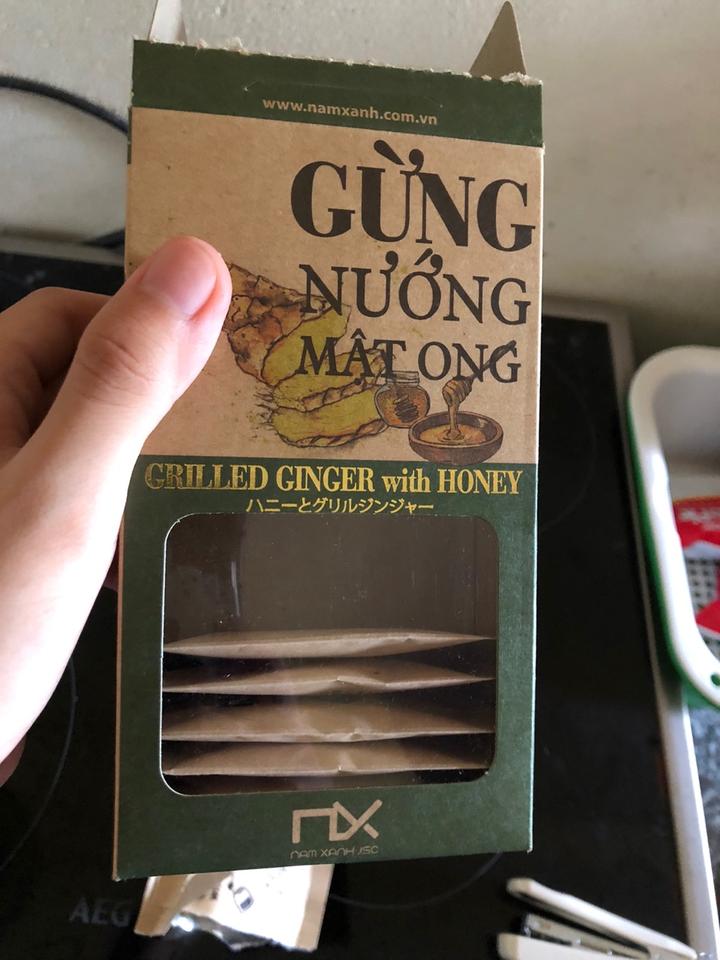 www.namxanh.com.vn
GỪNG
NƯỚNG
MẬT ONG
GRILLED GINGER with HONEY
ハニーとグリルジンジャー
NX
NAM XANH JSC
AEG